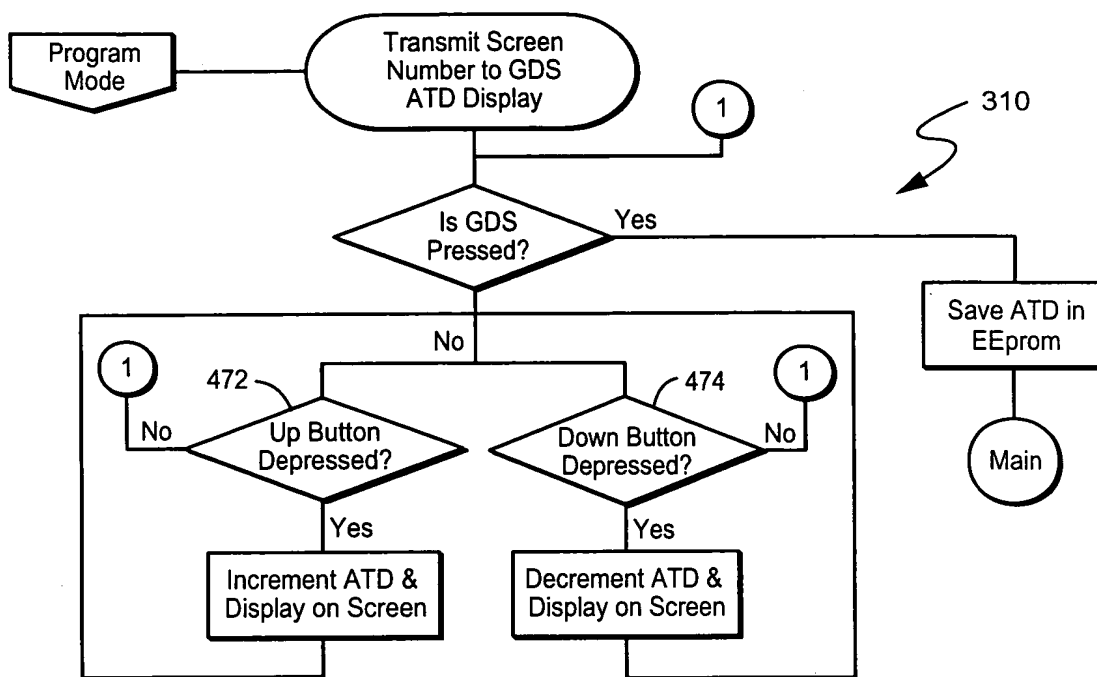 Program
Mode
Transmit Screen
Number to GDS
ATD Display
1
310
Is GDS
Pressed?
Yes
Save ATD in
EEprom
Main
No
1
472
No
Up Button
Depressed?
Yes
Increment ATD &
Display on Screen
474
1
Down Button
Depressed?
No
Yes
Decrement ATD &
Display on Screen